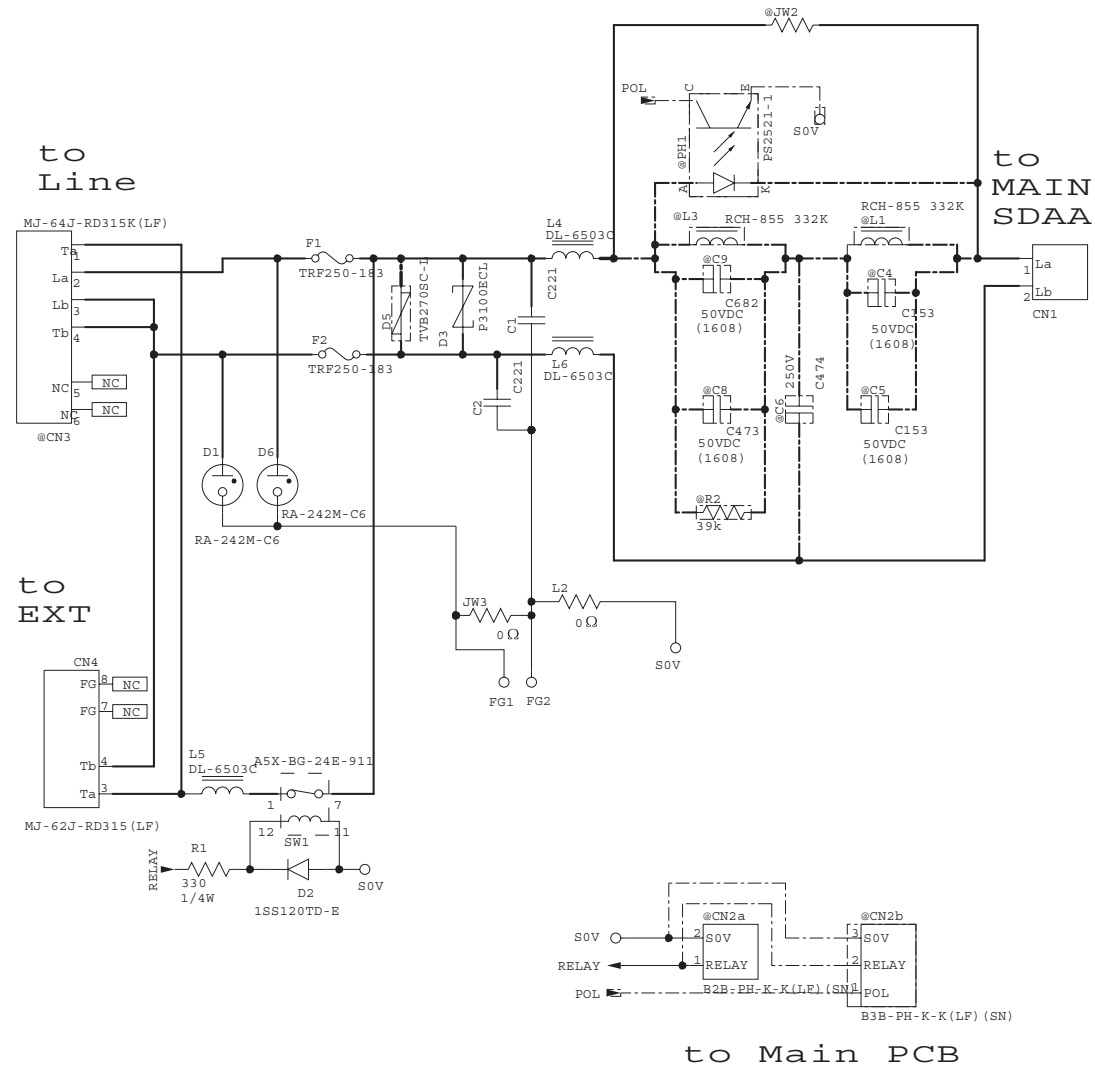 @JW2
POL
C
E
@PH1
PS2521-1
S0V
A
K
to
Line
to
MAIN
SDAA
MJ-64J-RD315K(LF)
Ta
1
La
2
Lb
3
Tb
4
NC
5
NC
NC
6
NC
@CN3
F1
TRF250-183
F2
TRF250-183
D5
TVB270SC-L
D3
P3100ECL
L4
DL-6503C
C221
C1
L6
DL-6503C
C221
C2
@L3
RCH-855 332K
@C9
C682
50VDC
(1608)
@C8
C473
50VDC
(1608)
@R2
39k
250V
C474
@C6
RCH-855 332K
@L1
@C4
C153
50VDC
(1608)
@C5
C153
50VDC
(1608)
La
1
Lb
2
CN1
D1
D6
RA-242M-C6
RA-242M-C6
to
EXT
JW3
0Ω
L2
0Ω
S0V
FG1
FG2
CN4
FG
8
NC
FG
7
NC
Tb
4
Ta
3
MJ-62J-RD315(LF)
L5
DL-6503C
A5X-BG-24E-911
1
7
12
11
SW1
RELAY
R1
330
1/4W
D2
1SS120TD-E
S0V
@CN2a
@CN2b
S0V
2
S0V
3
S0V
RELAY
1
RELAY
2
RELAY
POL
B2B-PH-K-K(LF)(SN)
1
POL
B3B-PH-K-K(LF)(SN)
to Main PCB